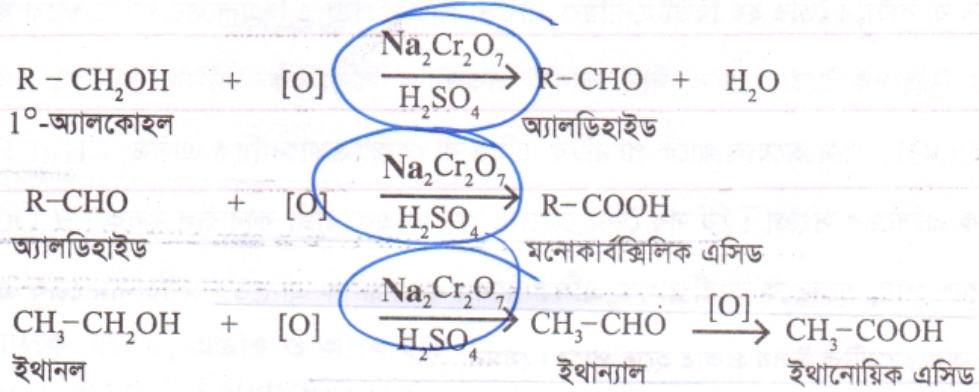 Na₂Cr₂O₇
R – CH₂OH + [O] ⟶ R–CHO + H₂O
H₂SO₄
1°-অ্যালকোহল অ্যালডিহাইড
Na₂Cr₂O₇
R–CHO + [O] ⟶ R–COOH
H₂SO₄
অ্যালডিহাইড মনোকার্বক্সিলিক এসিড
Na₂Cr₂O₇ [O]
CH₃–CH₂OH + [O] ⟶ CH₃–CHO ⟶ CH₃–COOH
H₂SO₄
ইথানল ইথান্যাল ইথানোয়িক এসিড